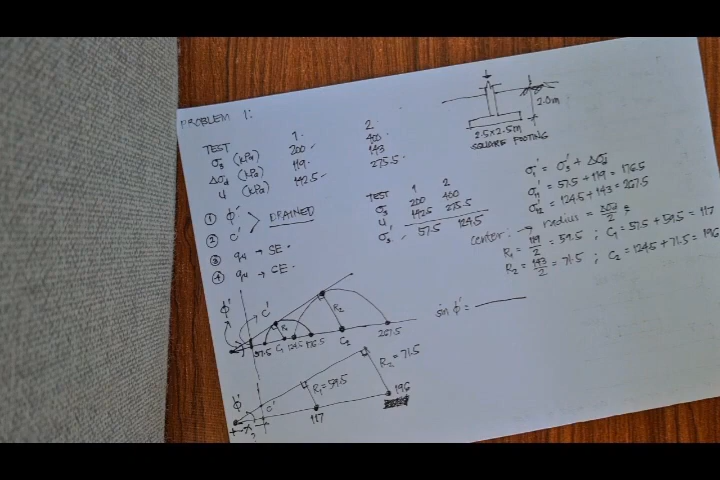 PROBLEM 1:
TEST 1 2
σ3 (kPa) 200 400
Δσd (kPa) 119 143
u (kPa) 142.5 275.5
① φ'
② c' > DRAINED
③ qu → SE
④ qu → CE
2.0m
2.5 x 2.5m
SQUARE FOOTING
TEST 1 2
σ3 200 400
u 142.5 275.5
σ3' 57.5 124.5
σ1' = σ3' + Δσd
σ11' = 57.5 + 119 = 176.5
σ12' = 124.5 + 143 = 267.5
center: → radius = Δσd/2
R1 = 119/2 = 59.5 ; C1 = 57.5 + 59.5 = 117
R2 = 143/2 = 71.5 ; C2 = 124.5 + 71.5 = 196
sin φ' =
φ' c' R1 R2
57.5 C1 124.5 176.5 C2 267.5
φ' c' R1 = 59.5 R2 = 71.5
117 196